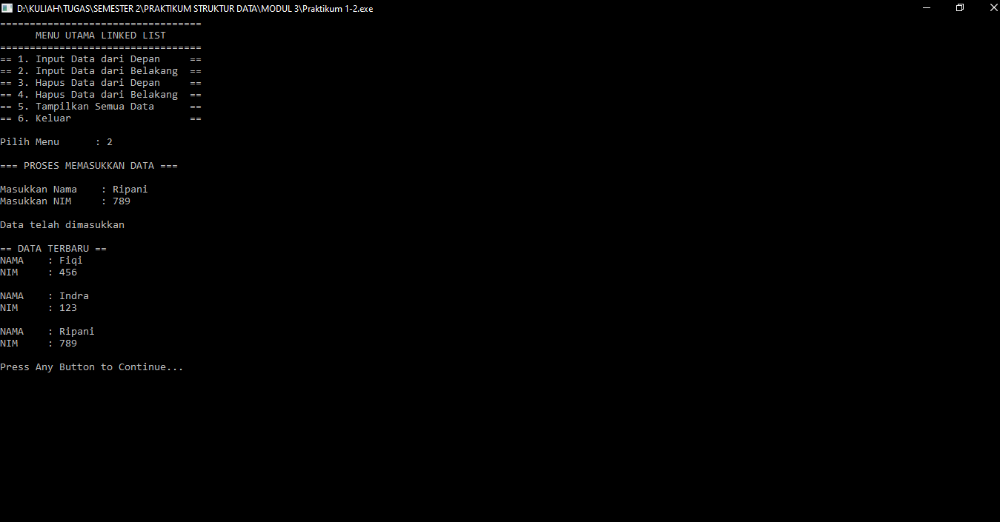 D:\KULIAH\TUGAS\SEMESTER 2\PRAKTIKUM STRUKTUR DATA\MODUL 3\Praktikum 1-2.exe
==================================
      MENU UTAMA LINKED LIST
==================================
== 1. Input Data dari Depan     ==
== 2. Input Data dari Belakang  ==
== 3. Hapus Data dari Depan     ==
== 4. Hapus Data dari Belakang  ==
== 5. Tampilkan Semua Data      ==
== 6. Keluar                    ==
Pilih Menu      : 2
=== PROSES MEMASUKKAN DATA ===
Masukkan Nama    : Ripani
Masukkan NIM     : 789
Data telah dimasukkan
== DATA TERBARU ==
NAMA    : Fiqi
NIM     : 456
NAMA    : Indra
NIM     : 123
NAMA    : Ripani
NIM     : 789
Press Any Button to Continue...